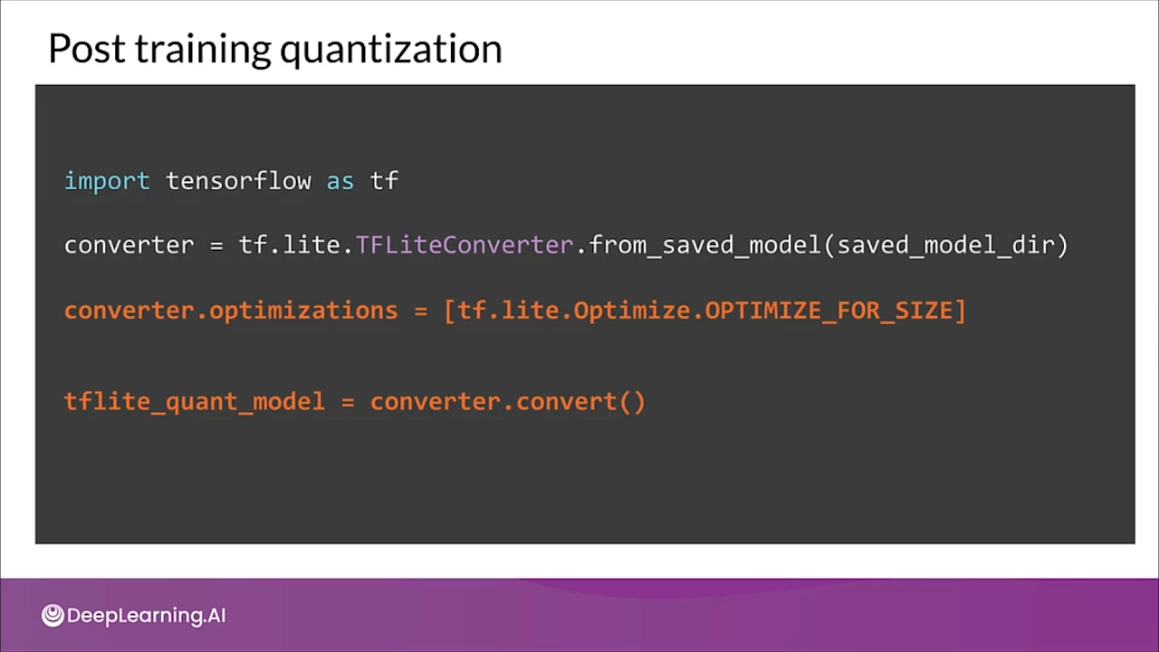 Post training quantization
import tensorflow as tf
converter = tf.lite.TFLiteConverter.from_saved_model(saved_model_dir)
converter.optimizations = [tf.lite.Optimize.OPTIMIZE_FOR_SIZE]
tflite_quant_model = converter.convert()
DeepLearning.AI